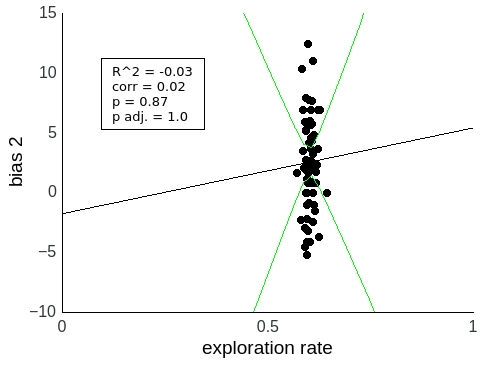 15
10
5
0
−5
−10
bias 2
R^2 = -0.03
corr = 0.02
p = 0.87
p adj. = 1.0
0 0.5 1
exploration rate